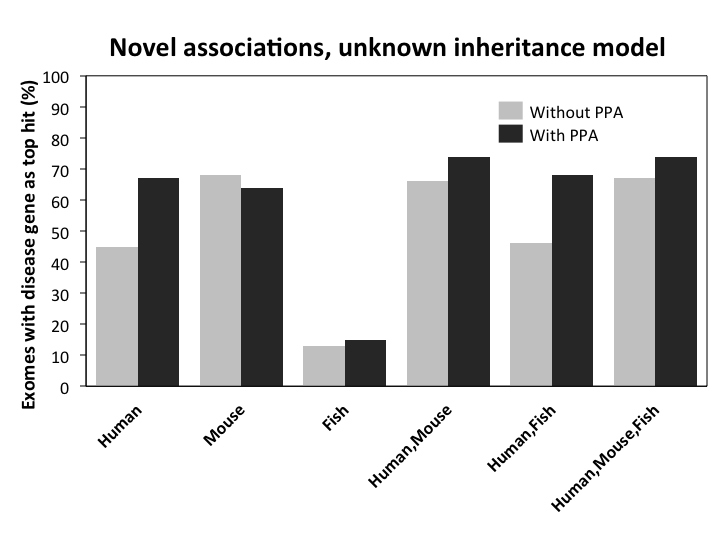 Novel associations, unknown inheritance model
Exomes with disease gene as top hit (%)
100
90
80
70
60
50
40
30
20
10
0
Without PPA
With PPA
Human
Mouse
Fish
Human,Mouse
Human,Fish
Human,Mouse,Fish